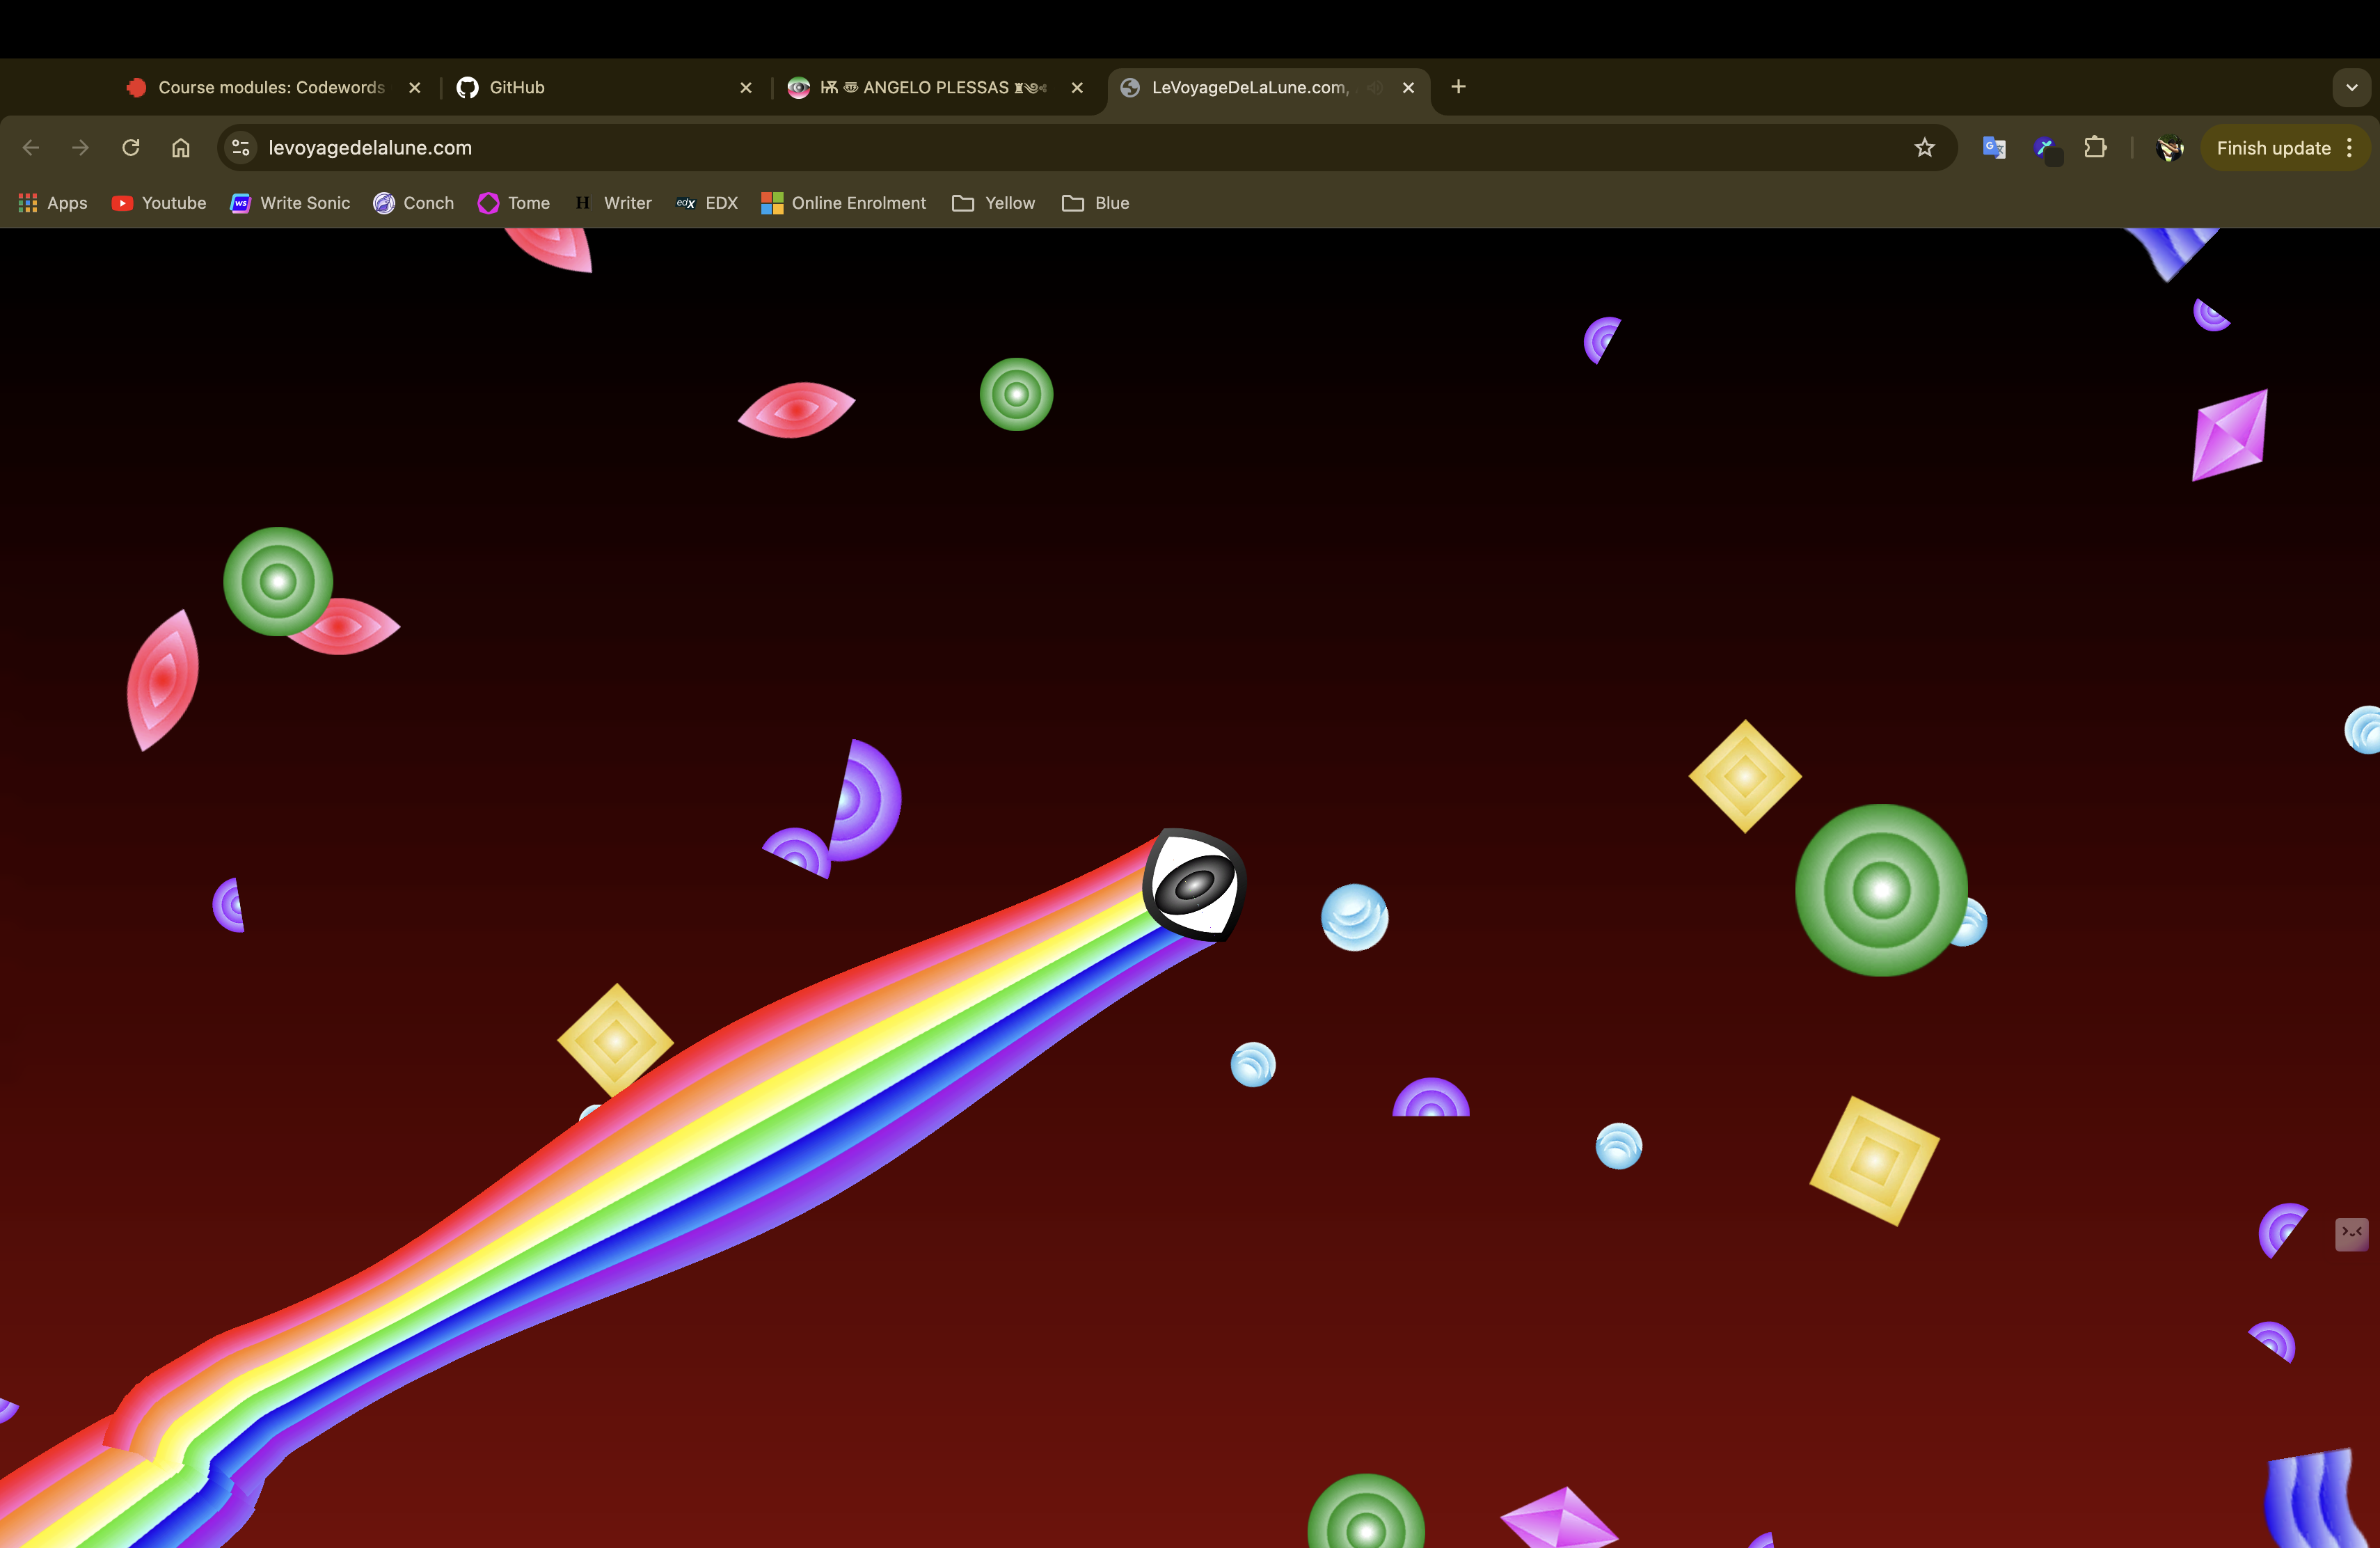 Course modules: Codewords
GitHub
ANGELO PLESSAS
LeVoyageDeLaLune.com,
levoyagedelalune.com
Finish update
Apps
Youtube
Write Sonic
Conch
Tome
H Writer
edX EDX
Online Enrolment
Yellow
Blue